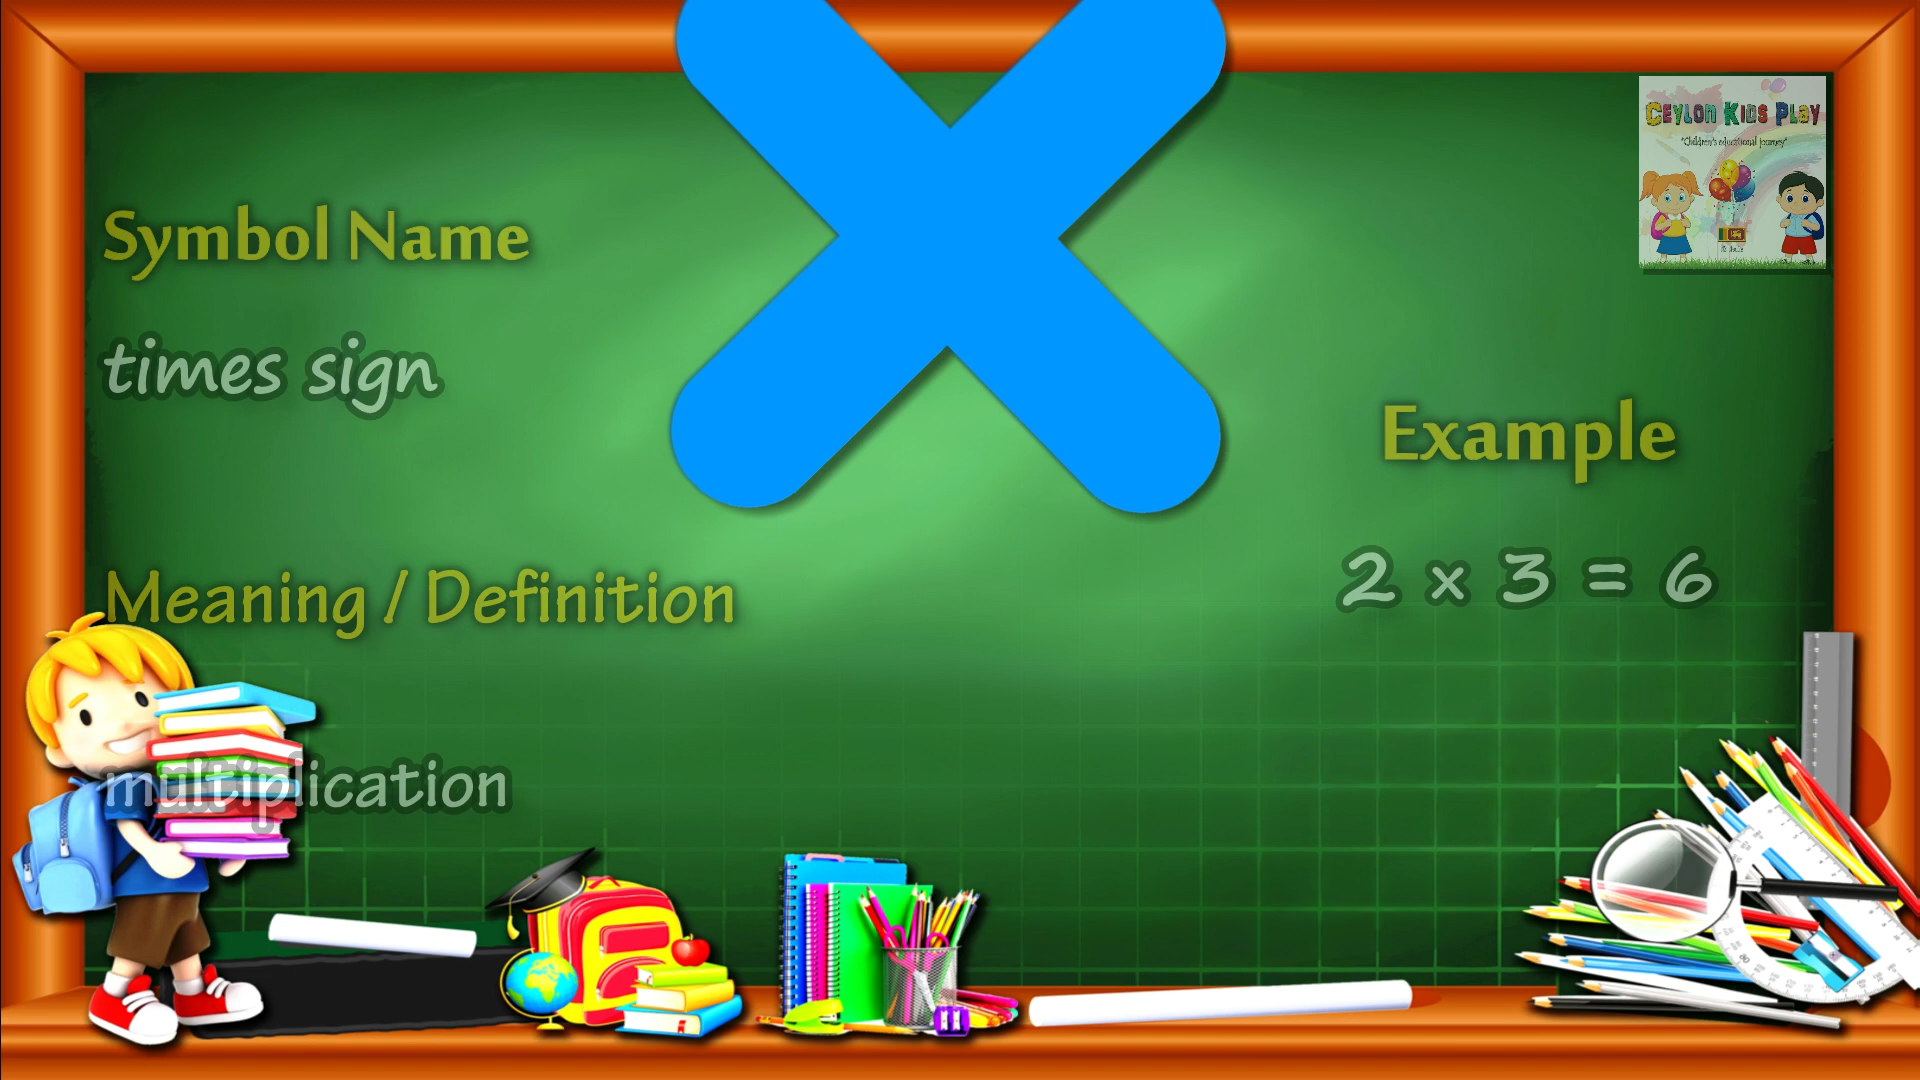 Symbol Name
times sign
Meaning / Definition
multiplication
Example
2 x 3 = 6
CEYLON KIDS PLAY
"Children's educational journey"